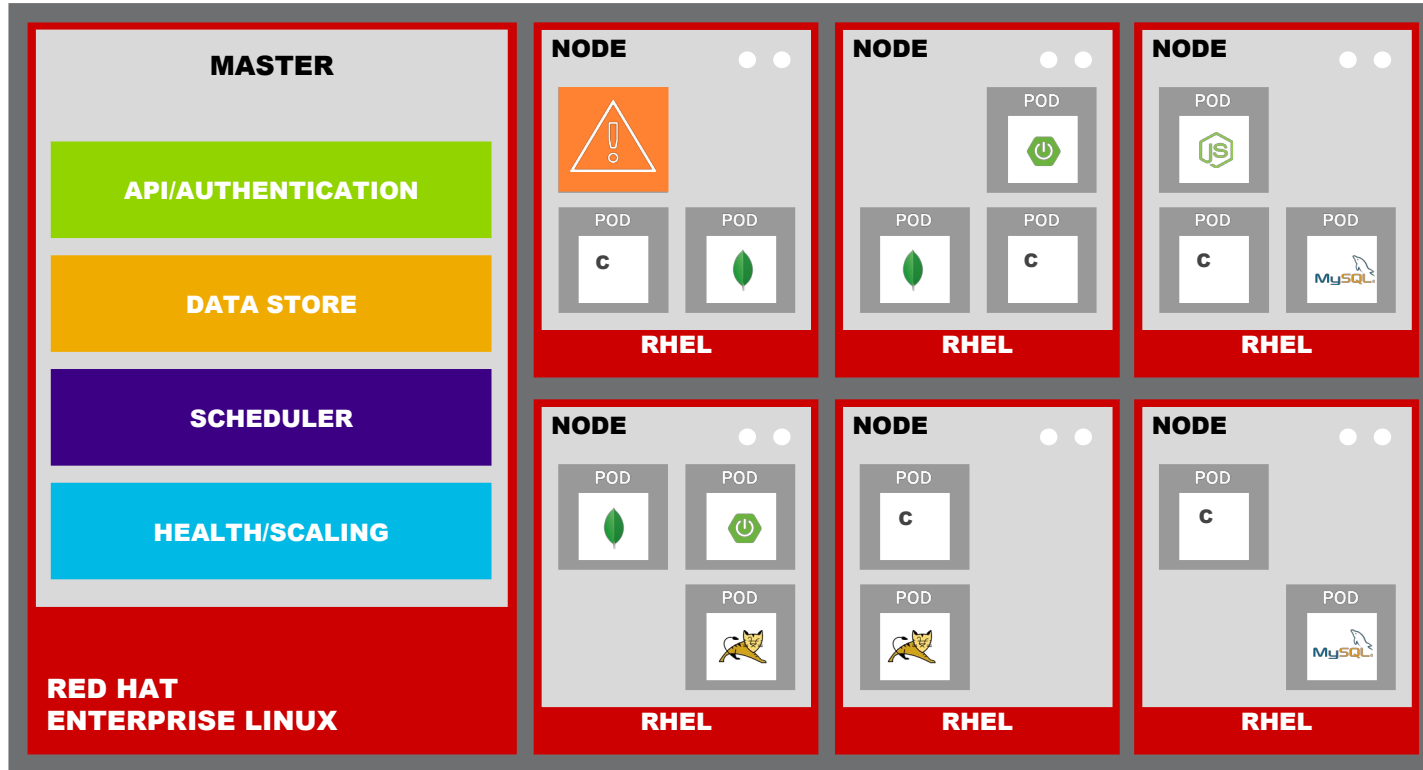 MASTER
API/AUTHENTICATION
DATA STORE
SCHEDULER
HEALTH/SCALING
RED HAT
ENTERPRISE LINUX
NODE
POD
C
POD
RHEL
NODE
POD
POD
POD
C
RHEL
NODE
POD
JS
POD
C
POD
MySQL
RHEL
NODE
POD
POD
POD
RHEL
NODE
POD
C
POD
RHEL
NODE
POD
C
POD
MySQL
RHEL